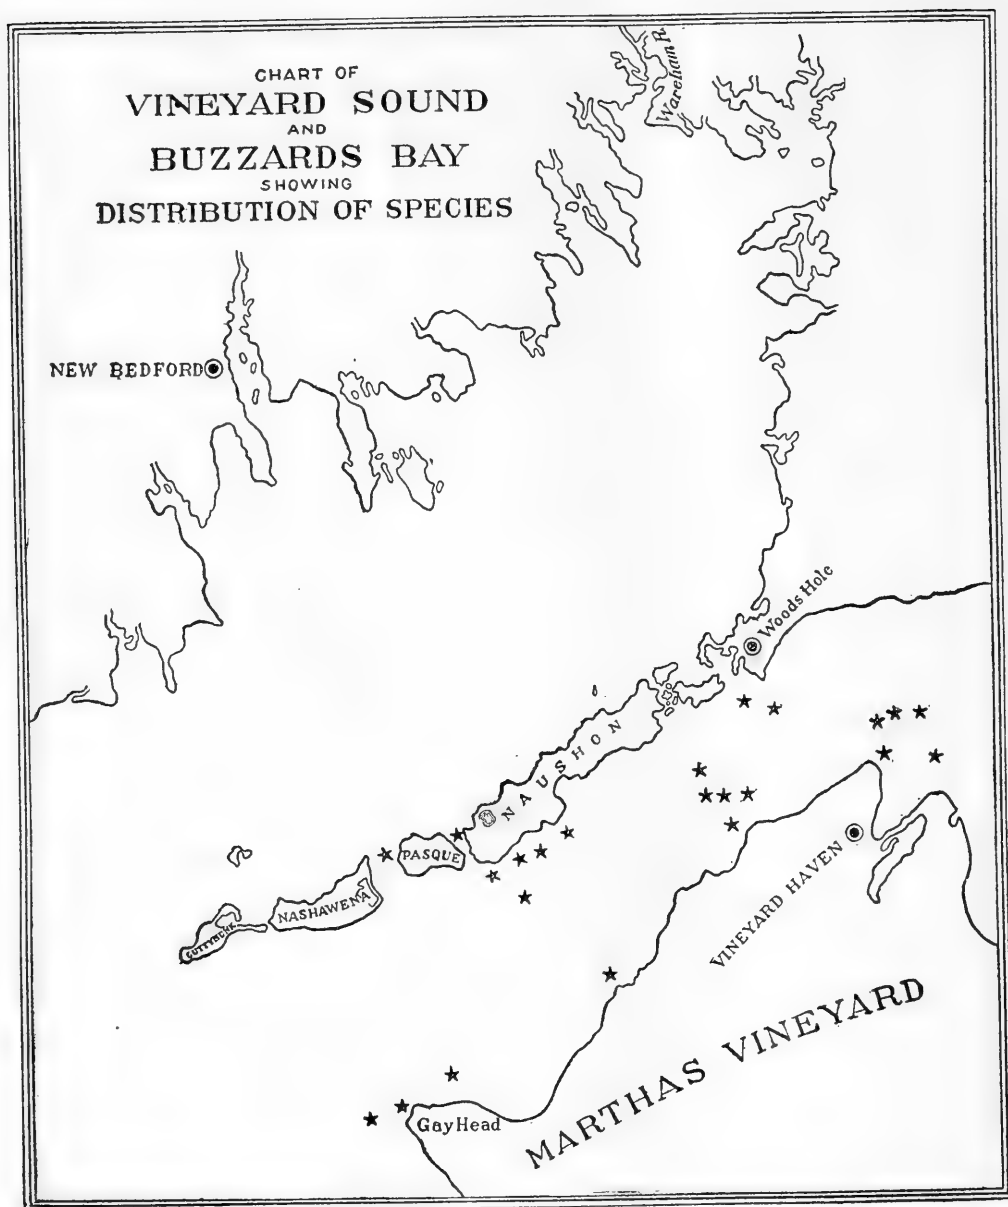 CHART OF
VINEYARD SOUND
AND
BUZZARDS BAY
SHOWING
DISTRIBUTION OF SPECIES
Wareham R.
NEW BEDFORD
Woods Hole
NAUSHON
PASQUE
NASHAWENA
CUTTYHUNK
VINEYARD HAVEN
MARTHAS VINEYARD
Gay Head